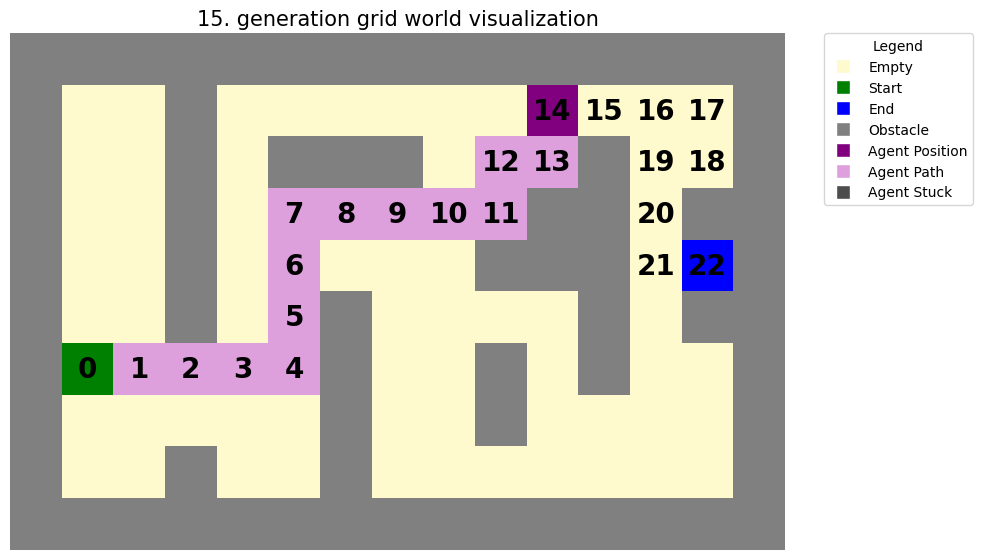 15. generation grid world visualization
Legend
Empty
Start
End
Obstacle
Agent Position
Agent Path
Agent Stuck
14 15 16 17
12 13 19 18
7 8 9 10 11 20
6 21 22
5
0 1 2 3 4